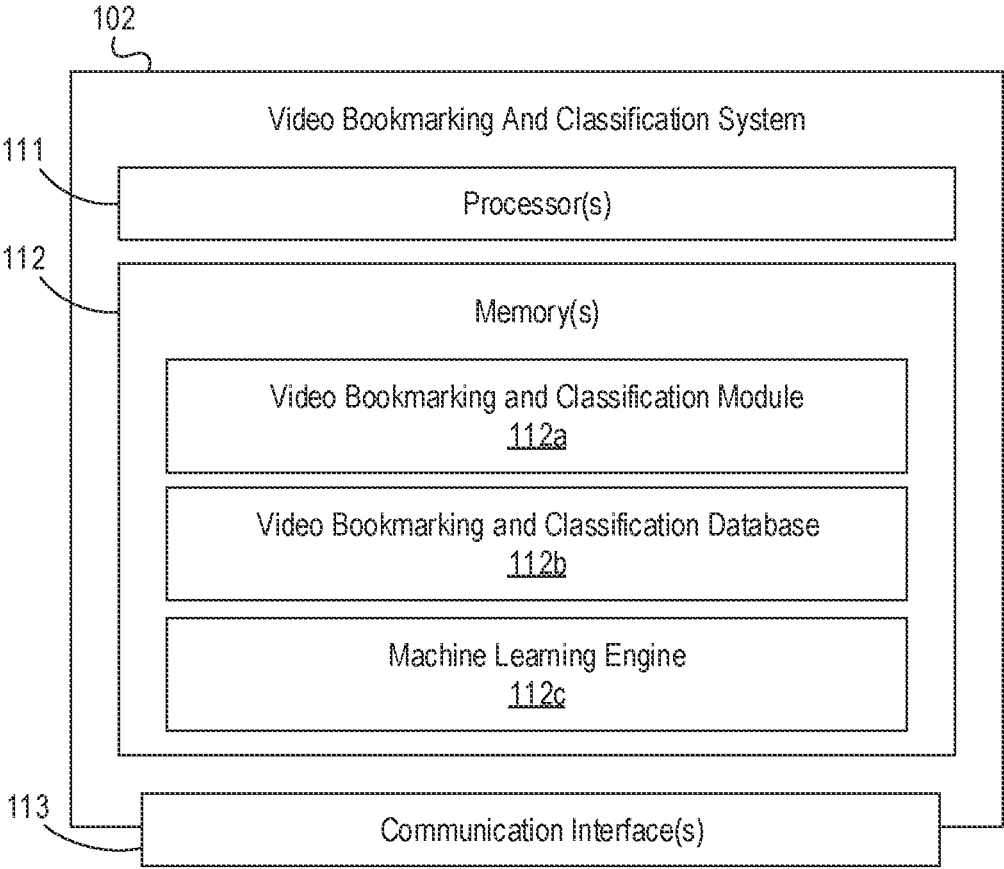 102
Video Bookmarking And Classification System
111
Processor(s)
112
Memory(s)
Video Bookmarking and Classification Module
112a
Video Bookmarking and Classification Database
112b
Machine Learning Engine
112c
113
Communication Interface(s)